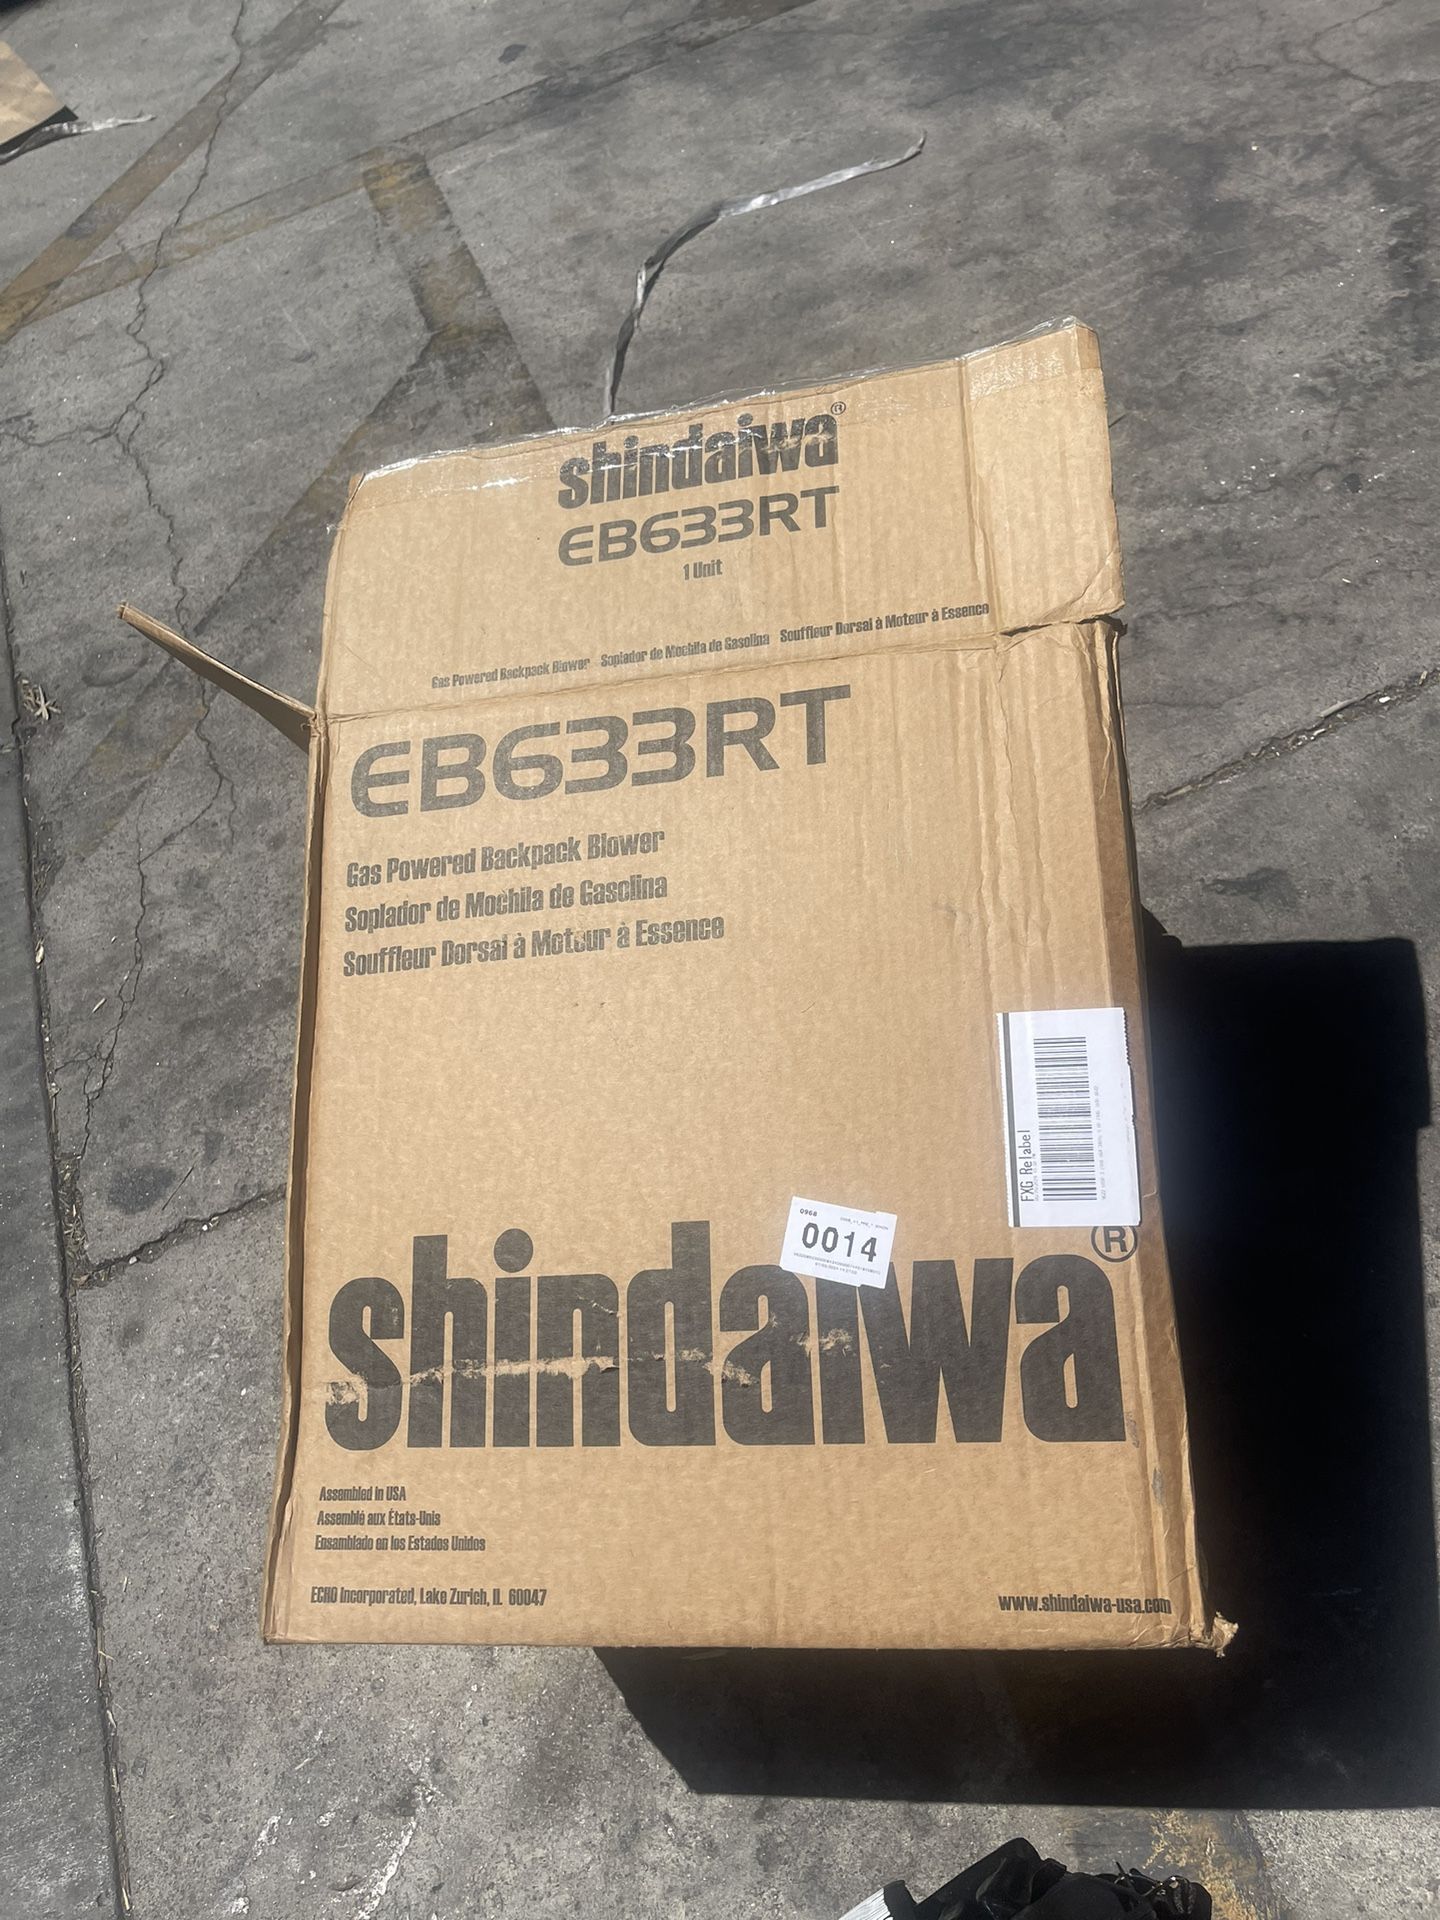 shindaiwa®
EB633RT
1 Unit
Gas Powered Backpack Blower Soplador de Mochila de Gasolina Souffleur Dorsal à Moteur à Essence
EB633RT
Gas Powered Backpack Blower
Soplador de Mochila de Gasolina
Souffleur Dorsal à Moteur à Essence
FXG Relabel
0968
0014
shindaiwa®
Assembled in USA
Assemblé aux États-Unis
Ensamblado en los Estados Unidos
ECHO Incorporated, Lake Zurich, IL 60047
www.shindaiwa-usa.com